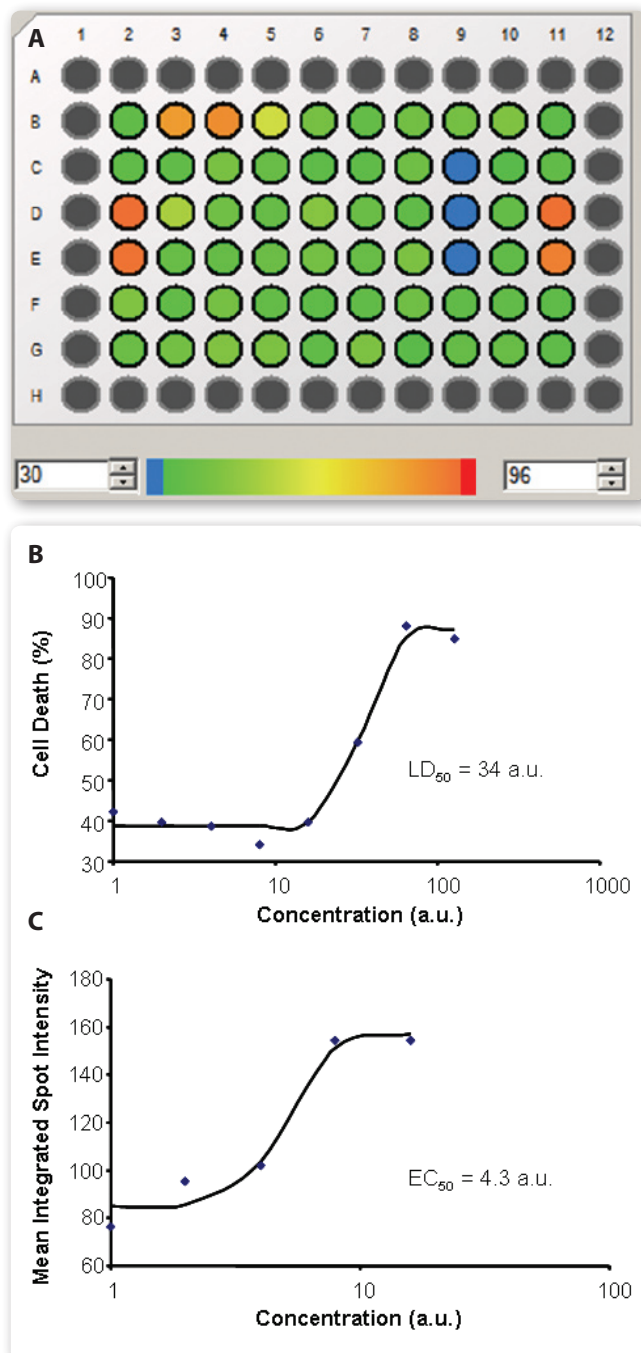 A
1 2 3 4 5 6 7 8 9 10 11 12
A
B
C
D
E
F
G
H
30
96
B
100
90
80
70
60
50
40
30
Cell Death (%)
LD50 = 34 a.u.
1 10 100 1000
Concentration (a.u.)
C
180
160
140
120
100
80
60
Mean Integrated Spot Intensity
EC50 = 4.3 a.u.
1 10 100
Concentration (a.u.)